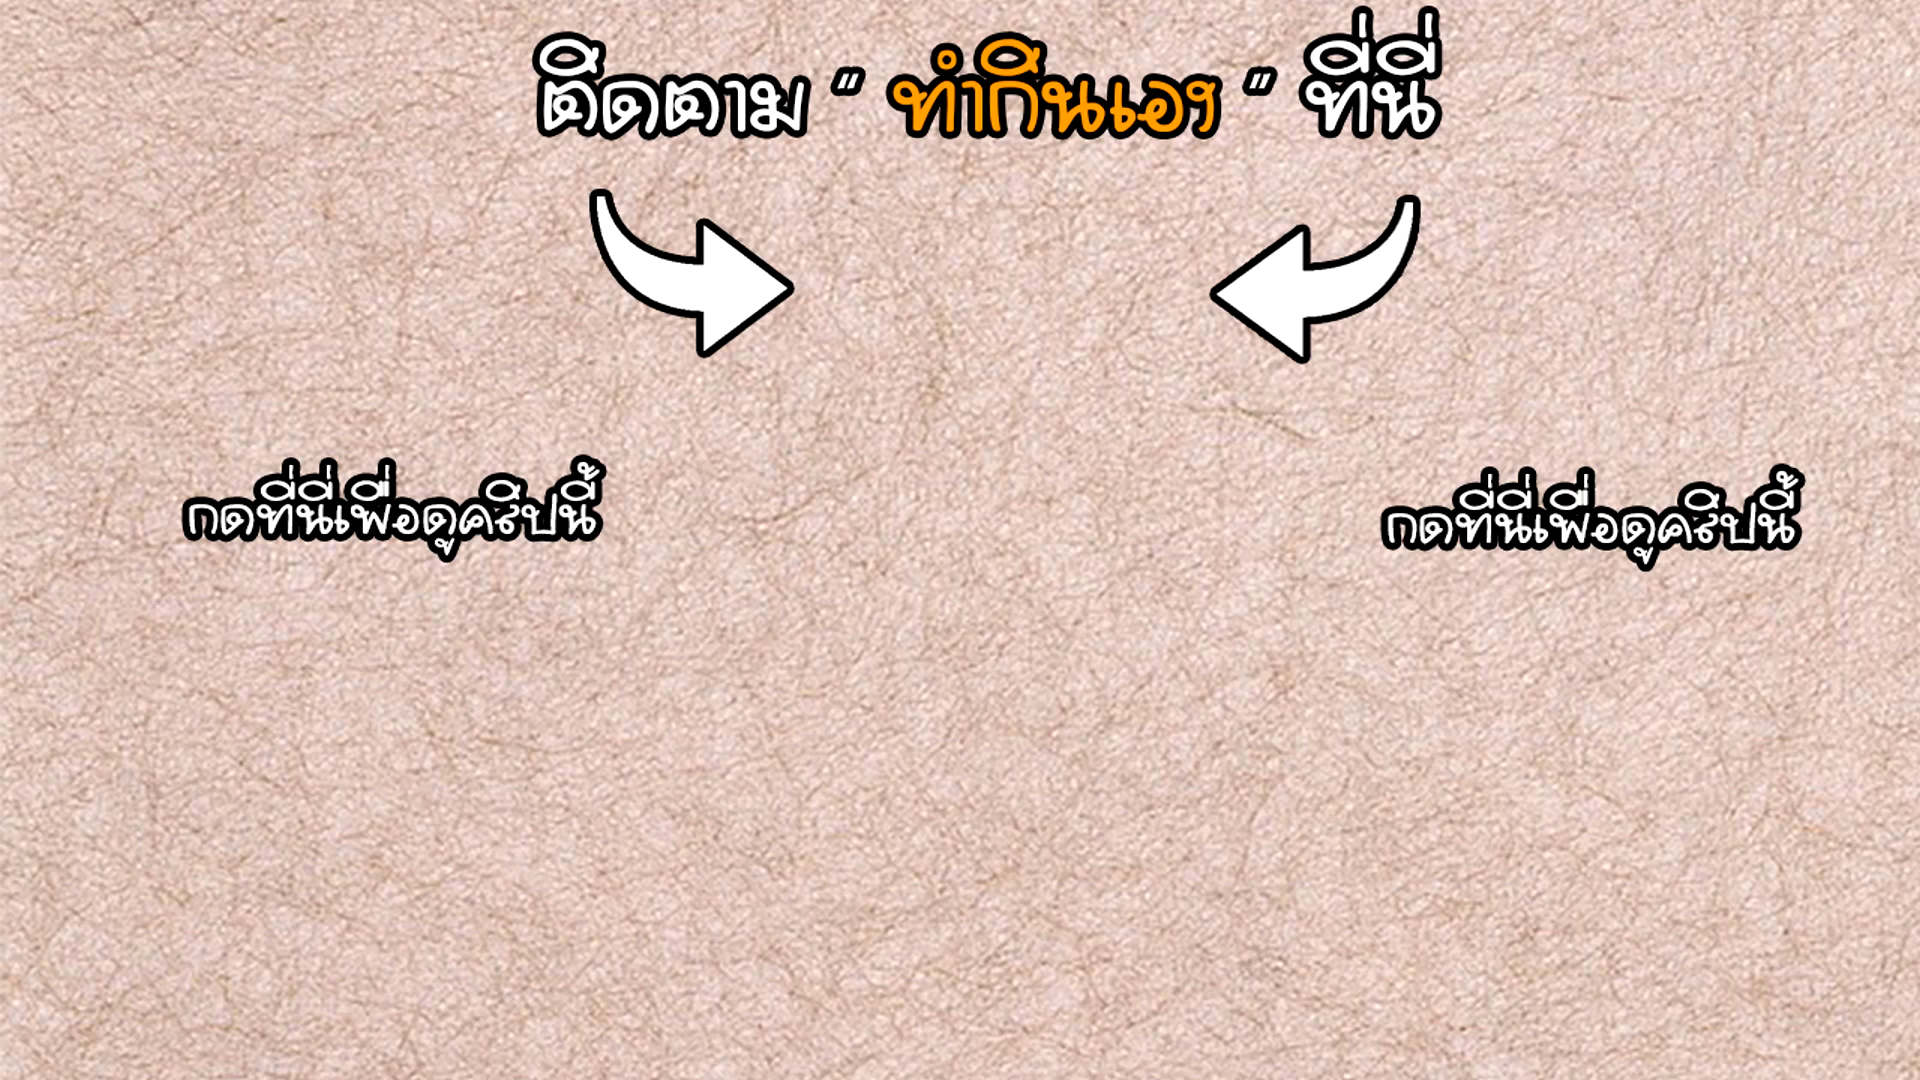 ติดตาม " ทำกินเอง " ที่นี่
กดที่นี่เพื่อดูคลิปนี้
กดที่นี่เพื่อดูคลิปนี้